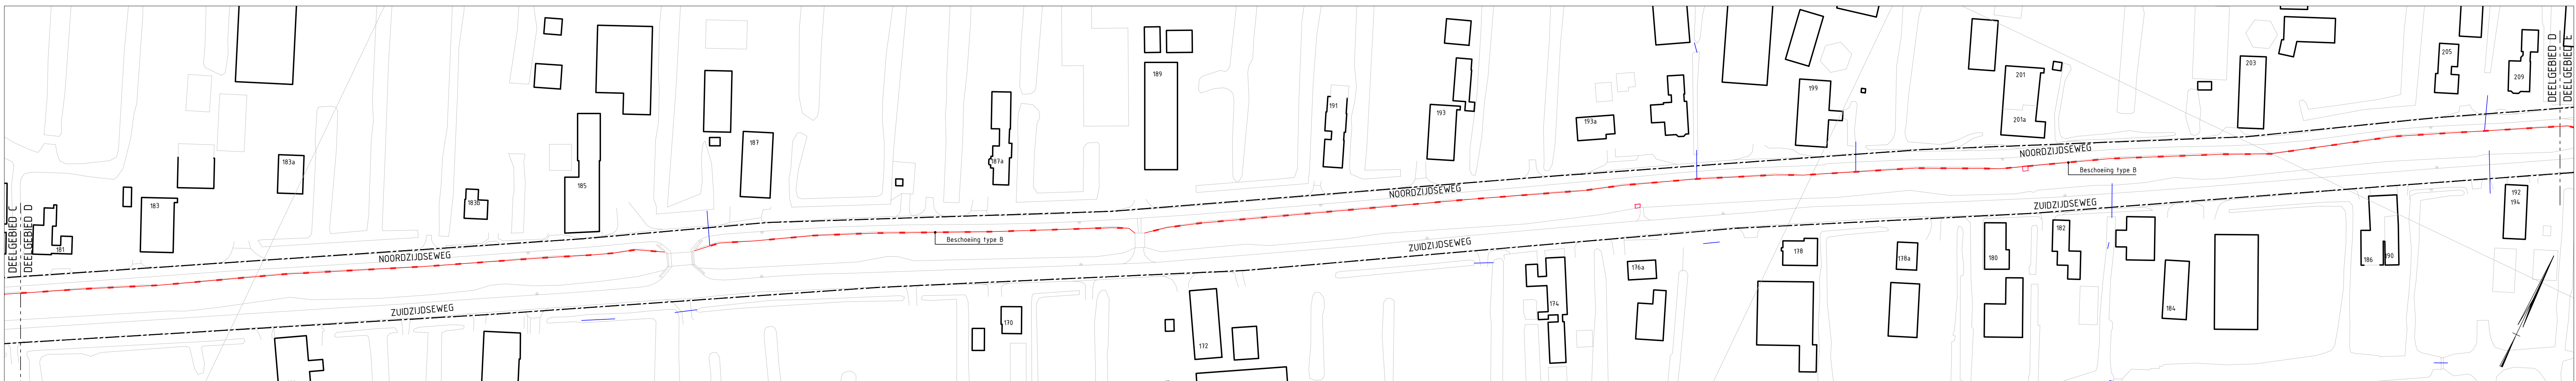 DEELGEBIED C
DEELGEBIED D
181
183
183a
183b
185
187
187a
189
191
193
193a
199
201
201a
203
205
209
DEELGEBIED D
DEELGEBIED E
NOORDZIJDSEWEG
NOORDZIJDSEWEG
NOORDZIJDSEWEG
Beschoeiing type B
Beschoeiing type B
ZUIDZIJDSEWEG
ZUIDZIJDSEWEG
ZUIDZIJDSEWEG
170
172
174
176a
178
178a
180
182
184
186
190
192
194